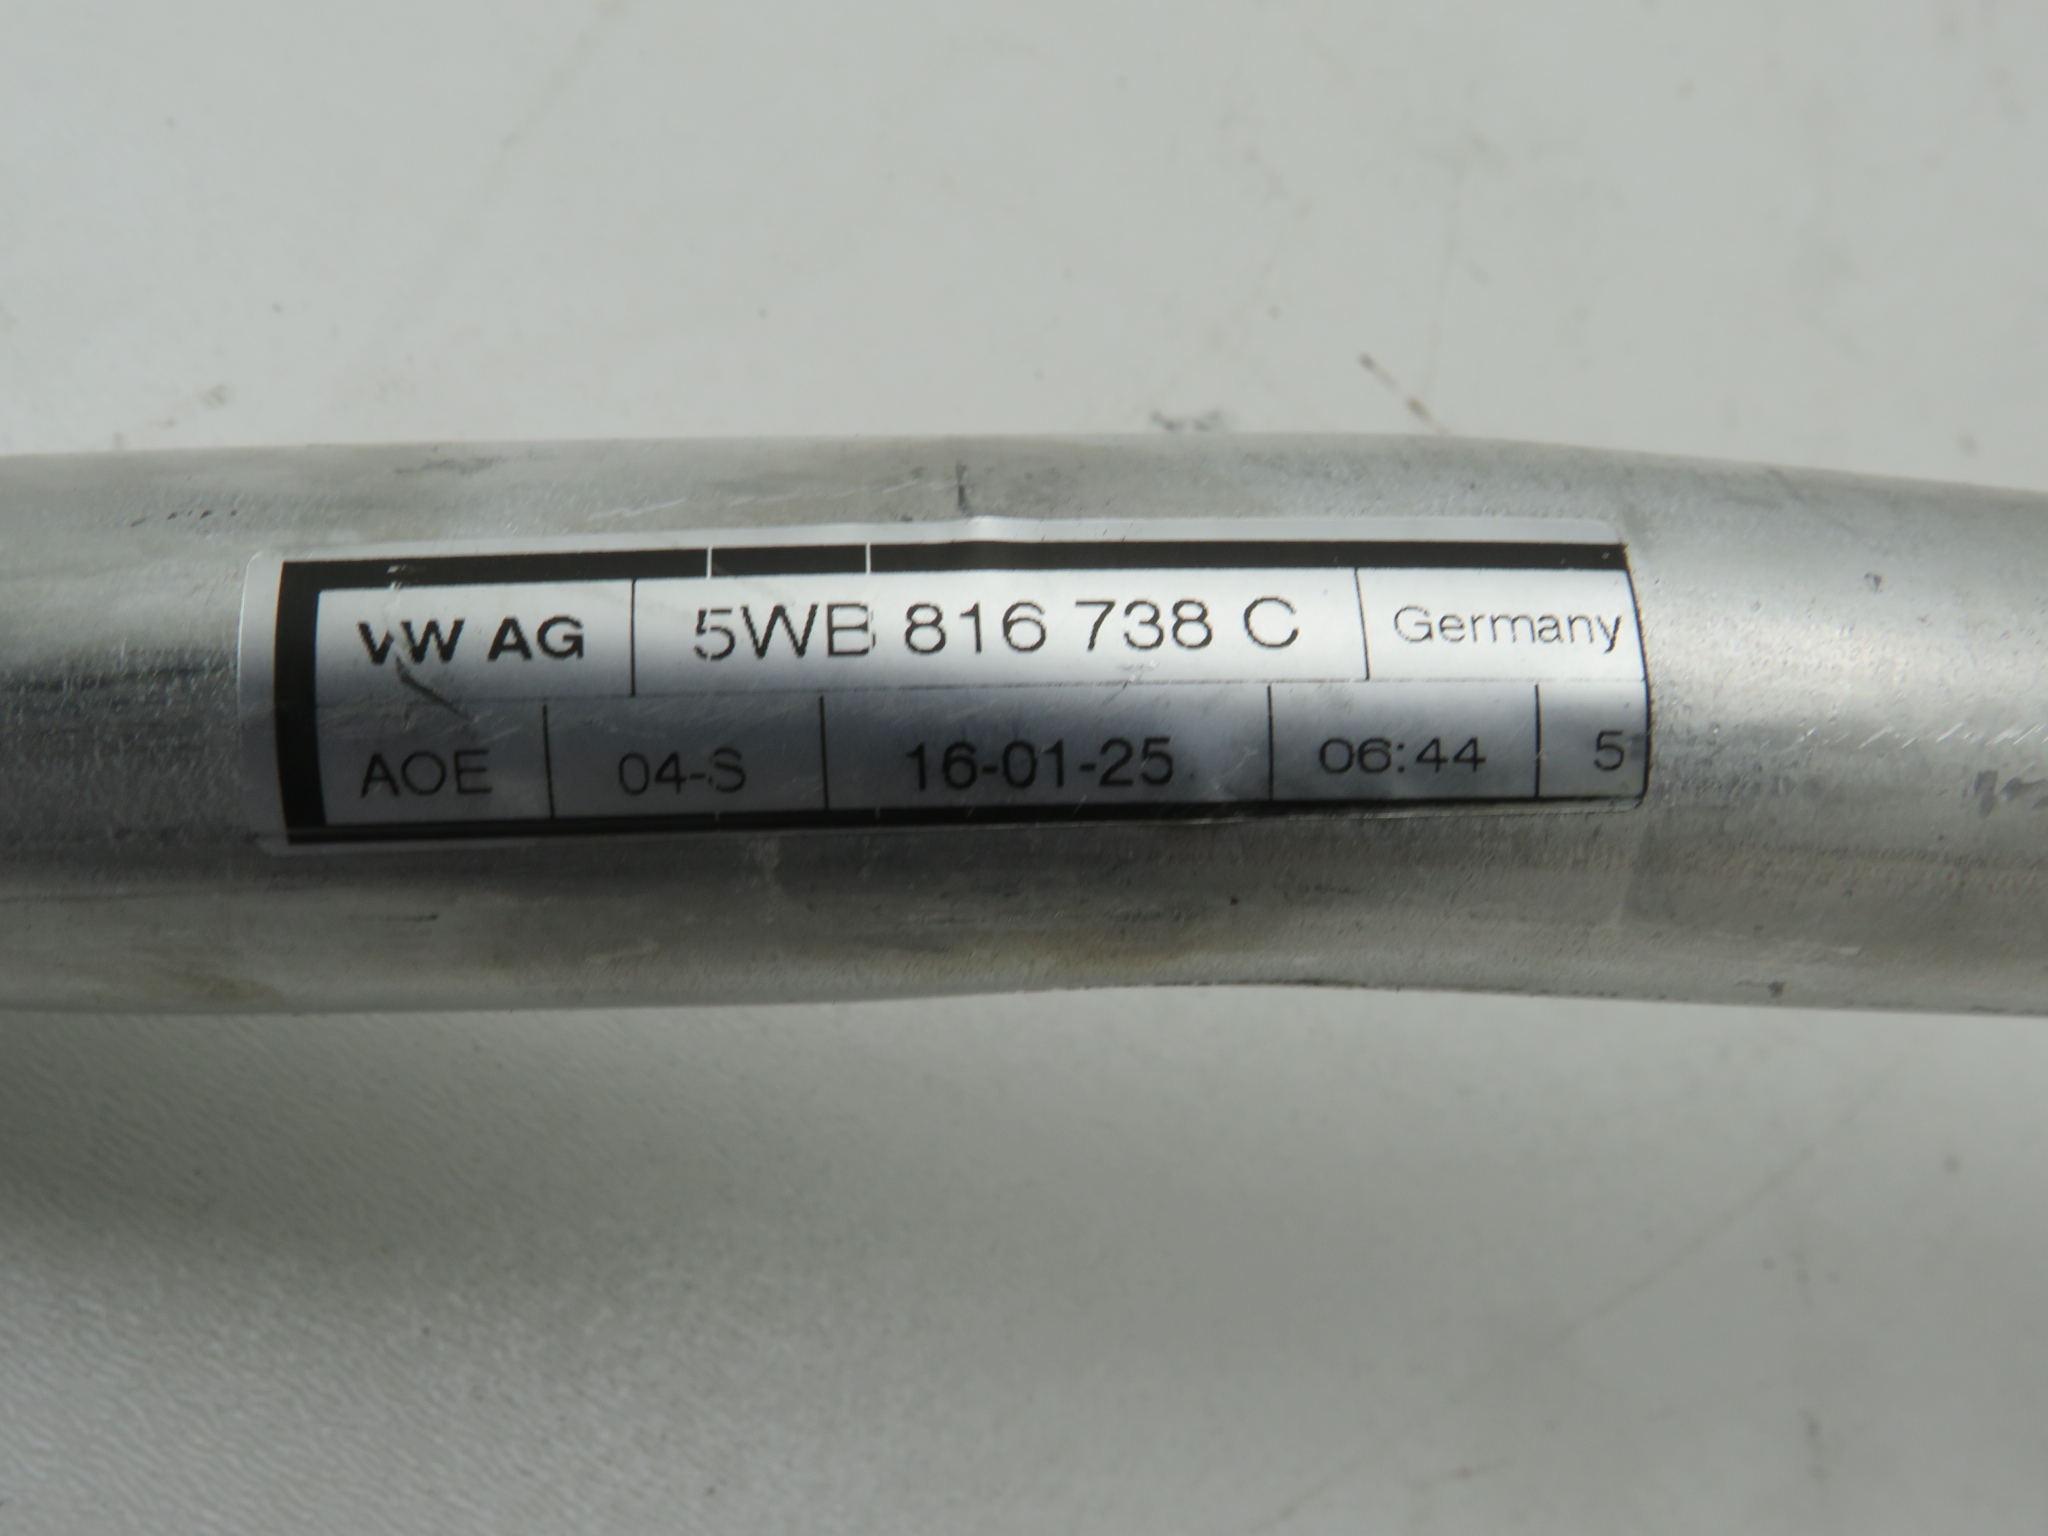 VW AG 5WB 816 738 C Germany
AOE 04-S 16-01-25 06:44 5